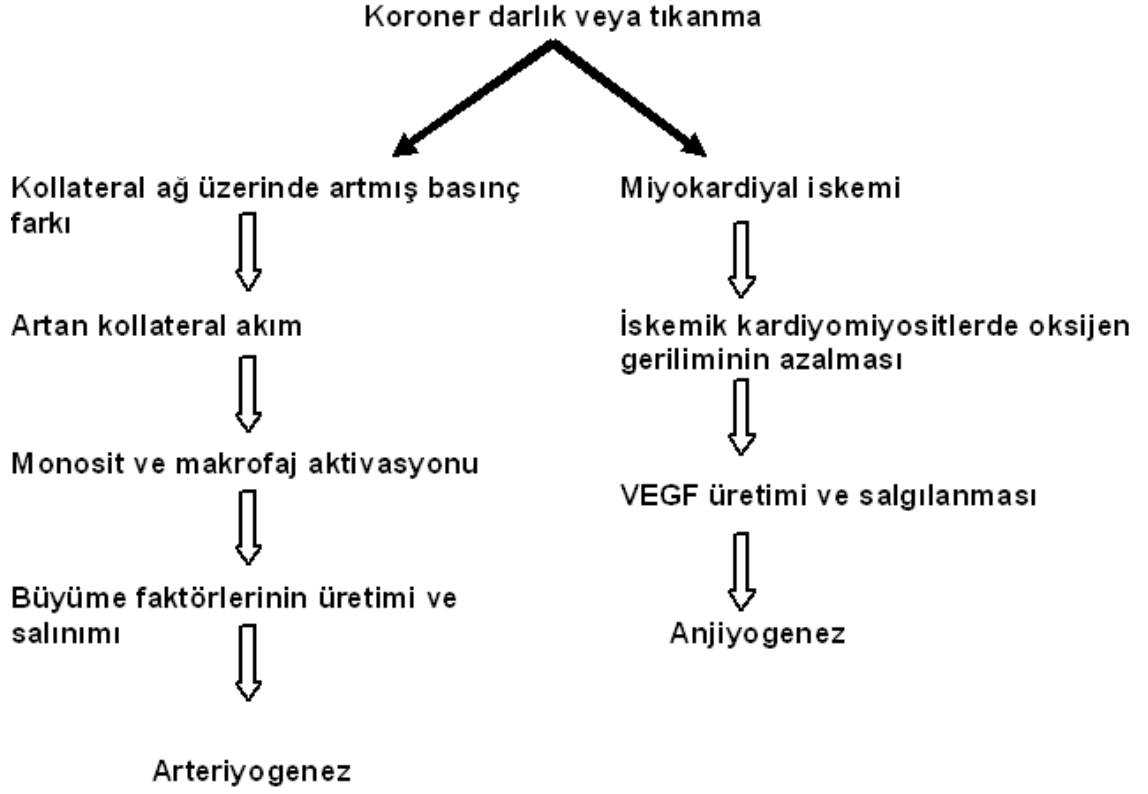 Koroner darlık veya tıkanma
Kollateral ağ üzerinde artmış basınç
farkı
Artan kollateral akım
Monosit ve makrofaj aktivasyonu
Büyüme faktörlerinin üretimi ve
salınımı
Arteriyogenez
Miyokardiyal iskemi
İskemik kardiyomiyositlerde oksijen
geriliminin azalması
VEGF üretimi ve salgılanması
Anjiyogenez